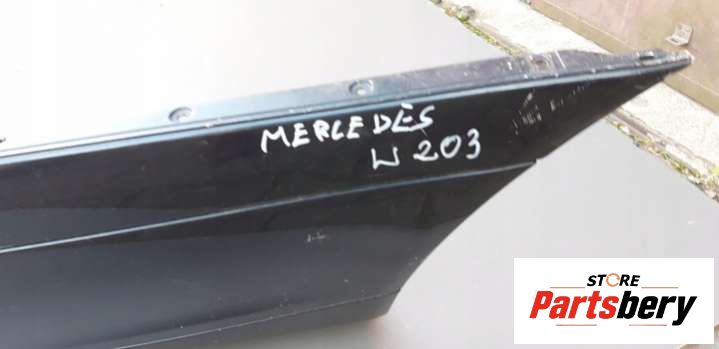 MERCEDES
W 203
STORE
Partsbery